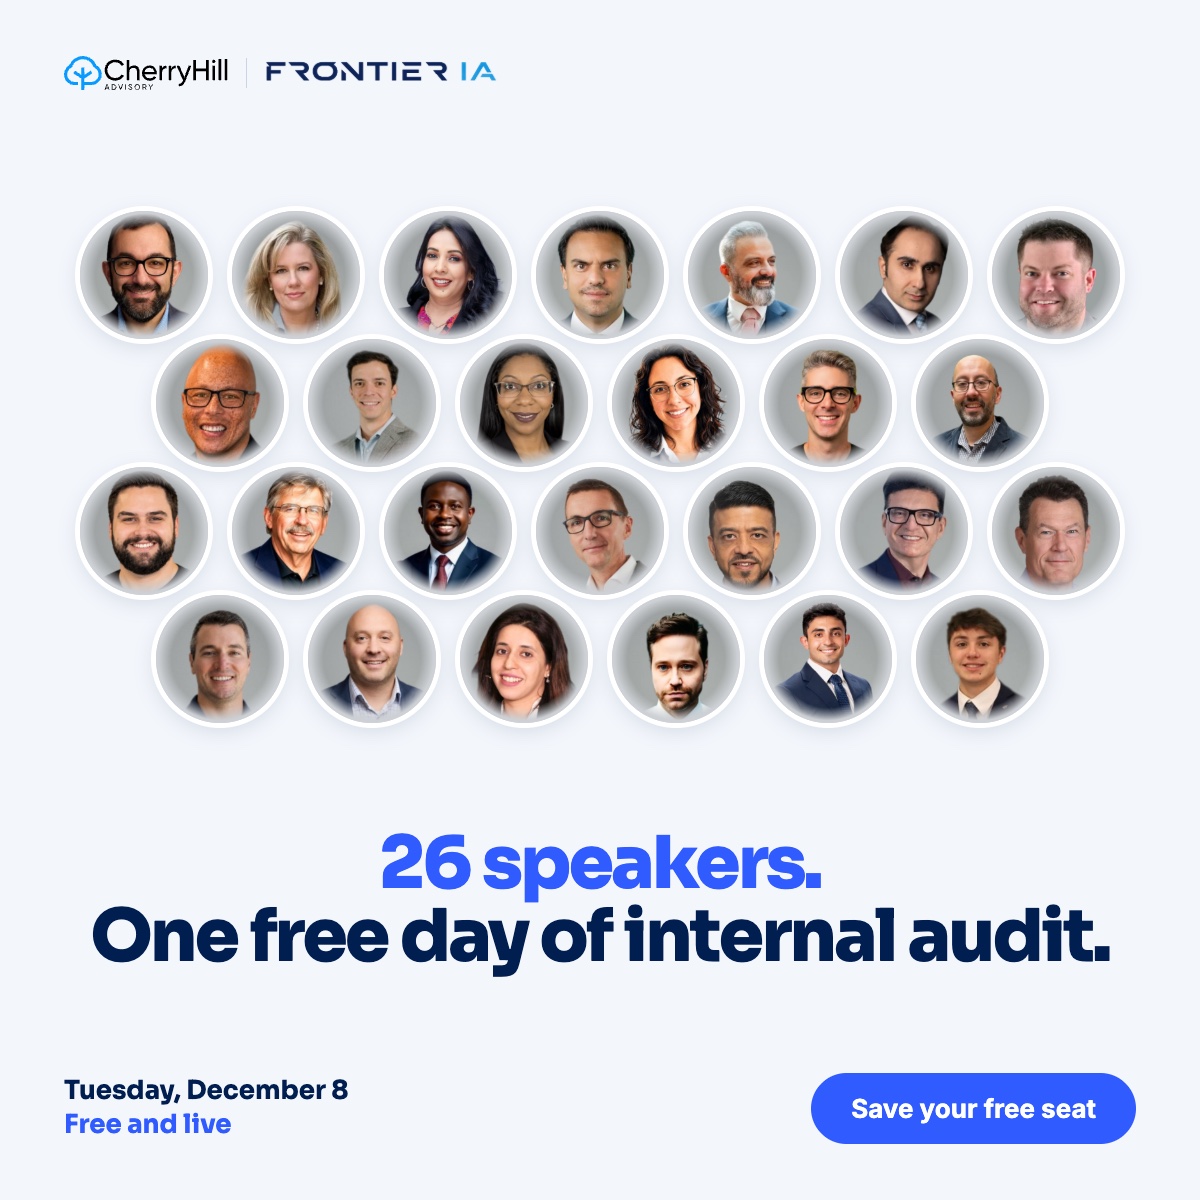 CherryHill
ADVISORY
FRONTIER IA
26 speakers.
One free day of internal audit.
Tuesday, December 8
Free and live
Save your free seat